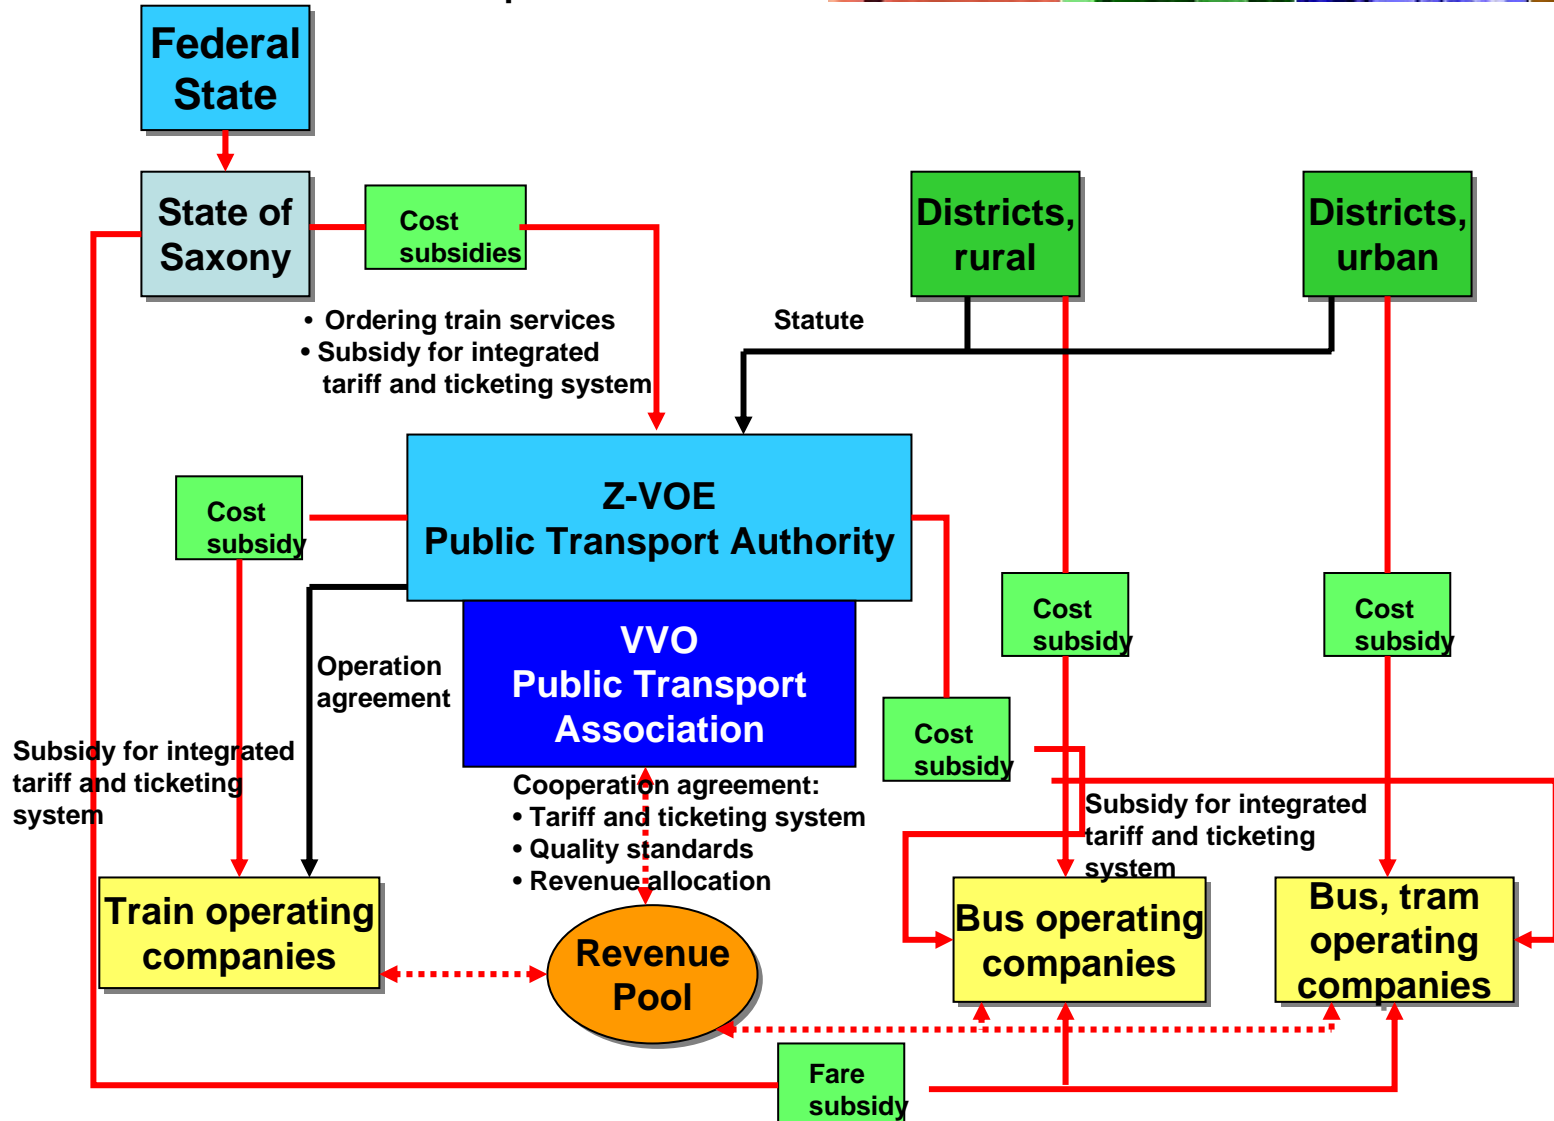 Federal
State
State of
Saxony
Cost
subsidies
Districts,
rural
Districts,
urban
• Ordering train services
• Subsidy for integrated
tariff and ticketing system
Statute
Z-VOE
Public Transport Authority
Cost
subsidy
VVO
Public Transport
Association
Operation
agreement
Cost
subsidy
Cost
subsidy
Cost
subsidy
Subsidy for integrated
tariff and ticketing
system
Cooperation agreement:
• Tariff and ticketing system
• Quality standards
• Revenue allocation
Subsidy for integrated
tariff and ticketing
system
Train operating
companies
Revenue
Pool
Bus operating
companies
Bus, tram
operating
companies
Fare
subsidy